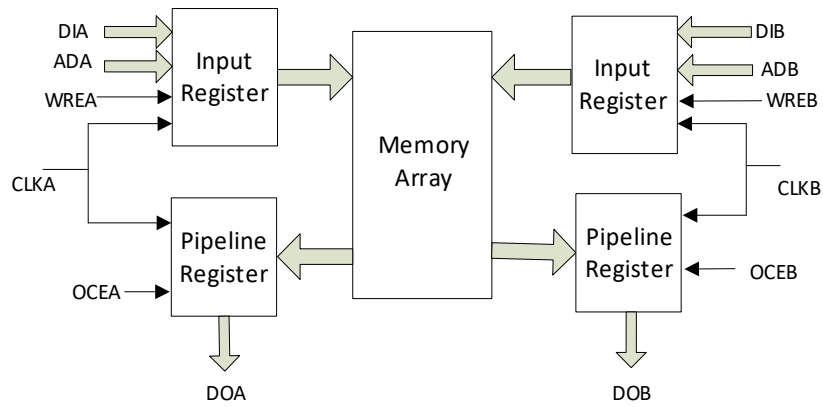 DIA
ADA
WREA
CLKA
Input
Register
Memory
Array
Input
Register
DIB
ADB
WREB
CLKB
Pipeline
Register
OCEA
DOA
Pipeline
Register
OCEB
DOB